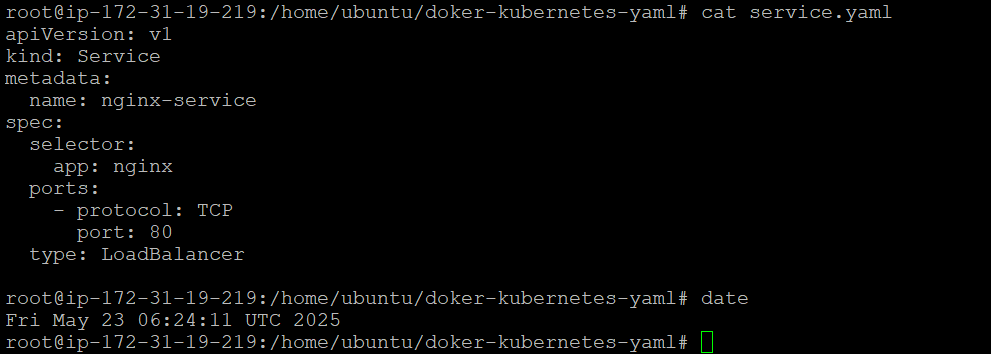 root@ip-172-31-19-219:/home/ubuntu/doker-kubernetes-yaml# cat service.yaml
apiVersion: v1
kind: Service
metadata:
  name: nginx-service
spec:
  selector:
    app: nginx
  ports:
    - protocol: TCP
      port: 80
  type: LoadBalancer

root@ip-172-31-19-219:/home/ubuntu/doker-kubernetes-yaml# date
Fri May 23 06:24:11 UTC 2025
root@ip-172-31-19-219:/home/ubuntu/doker-kubernetes-yaml#